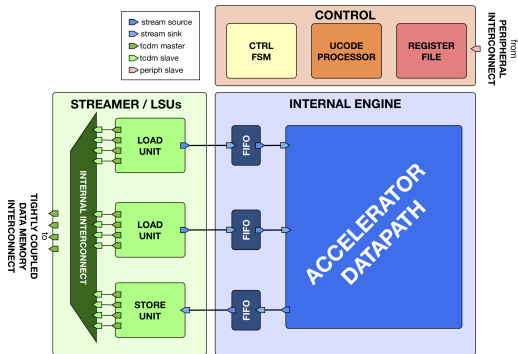 stream source
stream sink
tcdm master
tcdm slave
periph slave
CONTROL
CTRL
FSM
UCODE
PROCESSOR
REGISTER
FILE
from
PERIPHERAL
INTERCONNECT
STREAMER / LSUs
LOAD
UNIT
LOAD
UNIT
STORE
UNIT
INTERNAL INTERCONNECT
to
TIGHTLY COUPLED
DATA MEMORY
INTERCONNECT
INTERNAL ENGINE
FIFO
FIFO
FIFO
ACCELERATOR
DATAPATH